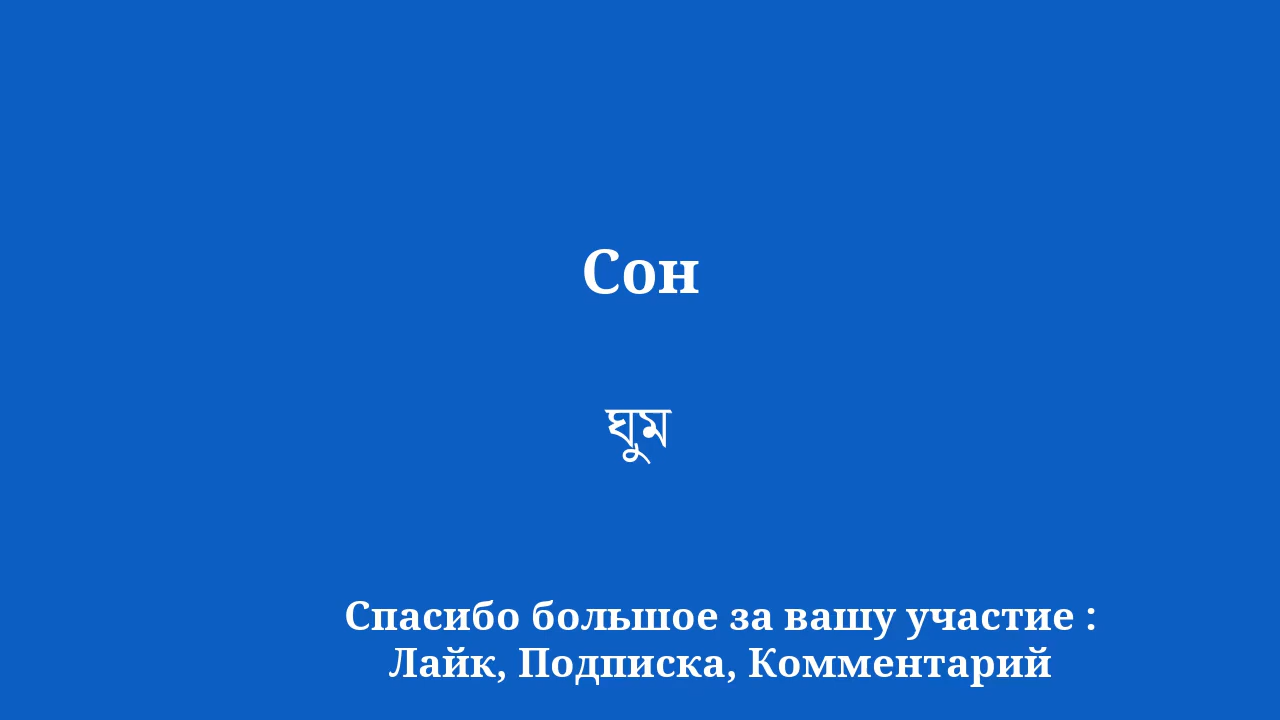 Сон
ঘুম
Спасибо большое за вашу участие :
Лайк, Подписка, Комментарий